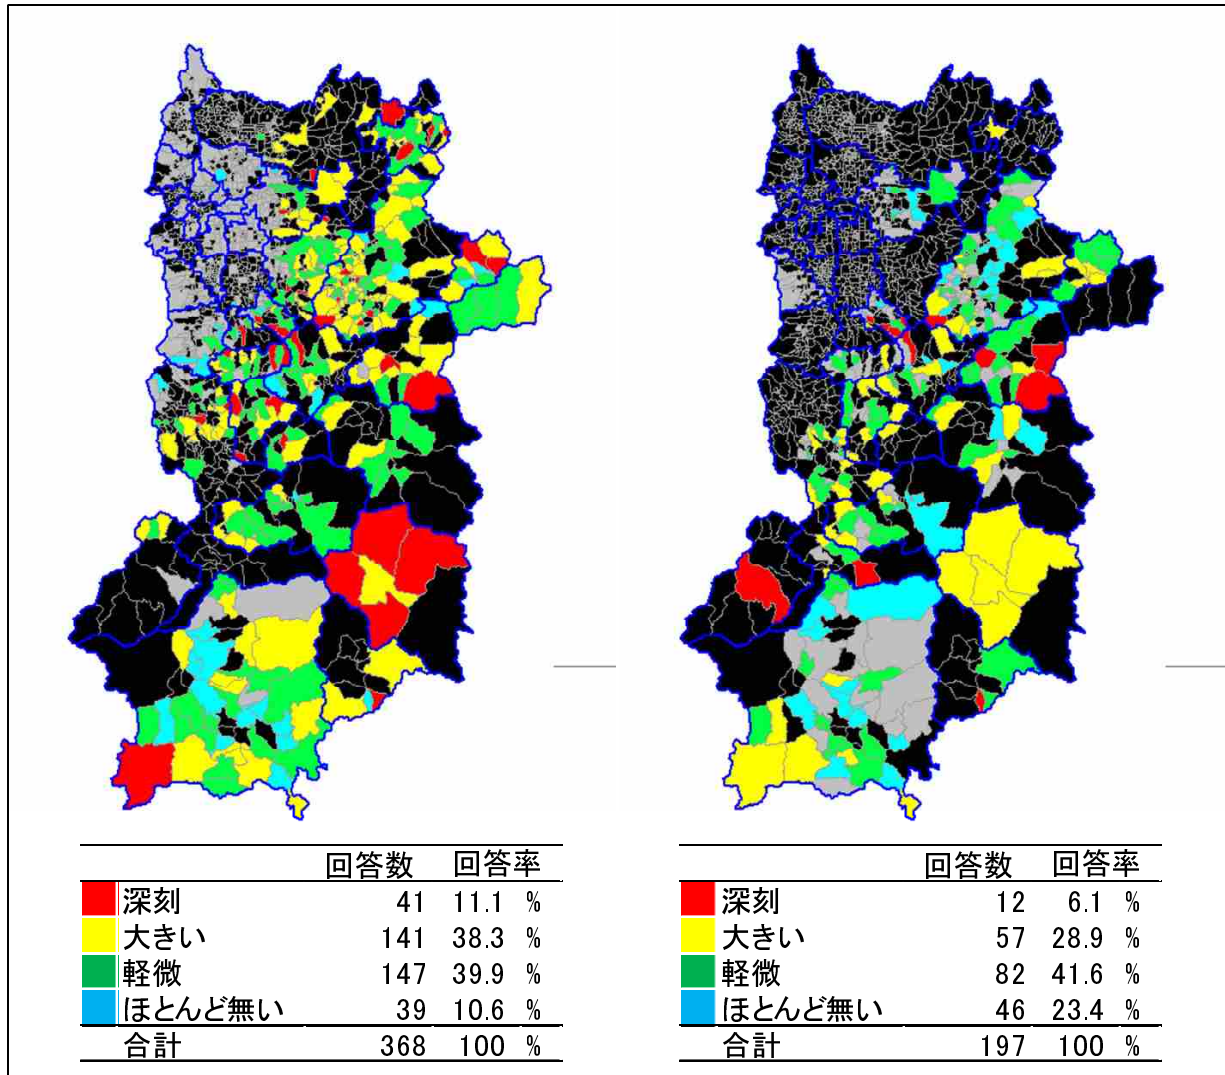 回答数 回答率
深刻 41 11.1 %
大きい 141 38.3 %
軽微 147 39.9 %
ほとんど無い 39 10.6 %
合計 368 100 %
回答数 回答率
深刻 12 6.1 %
大きい 57 28.9 %
軽微 82 41.6 %
ほとんど無い 46 23.4 %
合計 197 100 %